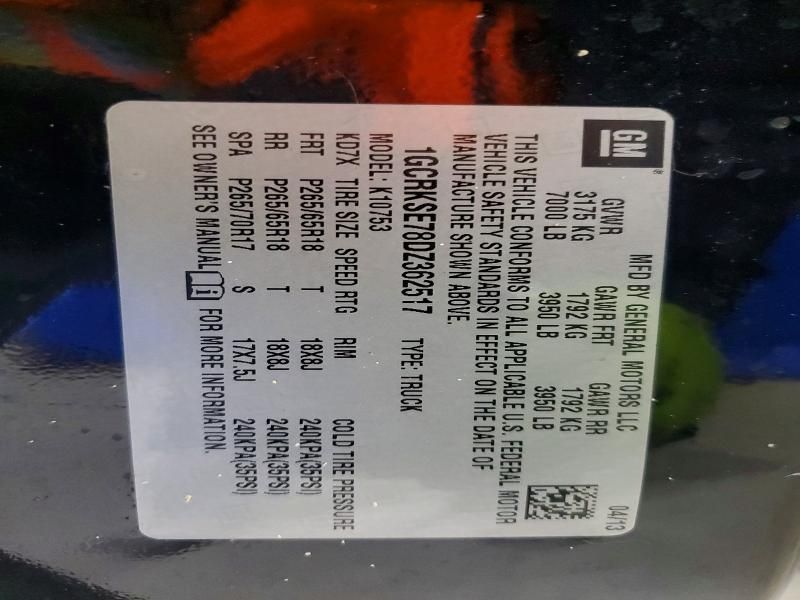 GM®
MFD BY GENERAL MOTORS LLC 04/13
GVWR GAWR FRT GAWR RR
3175 KG 1792 KG 1792 KG
7000 LB 3950 LB 3950 LB
THIS VEHICLE CONFORMS TO ALL APPLICABLE U.S. FEDERAL MOTOR
VEHICLE SAFETY STANDARDS IN EFFECT ON THE DATE OF
MANUFACTURE SHOWN ABOVE.
1GCRKSE78DZ362517 TYPE: TRUCK
MODEL: K10753
KD7X TIRE SIZE SPEED RTG RIM COLD TIRE PRESSURE
FRT P265/65R18 T 18X8J 240KPA(35PSI)
RR P265/65R18 T 18X8J 240KPA(35PSI)
SPA P265/70R17 S 17X7.5J 240KPA(35PSI)
SEE OWNER'S MANUAL FOR MORE INFORMATION.